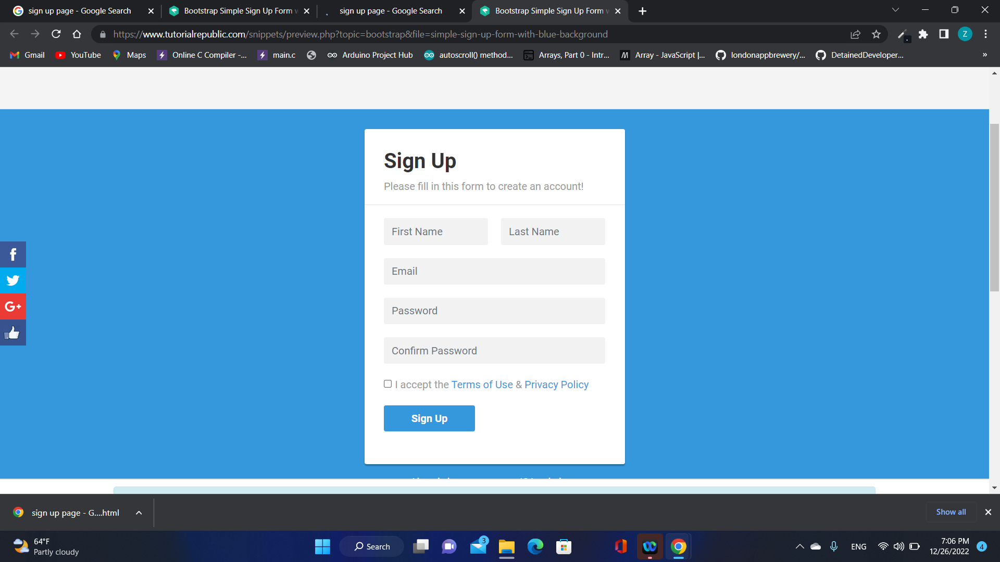 sign up page - Google Search
Bootstrap Simple Sign Up Form
sign up page - Google Search
Bootstrap Simple Sign Up Form
https://www.tutorialrepublic.com/snippets/preview.php?topic=bootstrap&file=simple-sign-up-form-with-blue-background
Z
Gmail
YouTube
Maps
Online C Compiler -...
main.c
Arduino Project Hub
autoscroll() method...
Arrays, Part 0 - Intr...
Array - JavaScript |...
londonappbrewery/...
DetainedDeveloper...
»
Sign Up
Please fill in this form to create an account!
First Name
Last Name
Email
Password
Confirm Password
I accept the Terms of Use & Privacy Policy
Sign Up
f
G+
sign up page - G....html
Show all
64°F
Partly cloudy
Search
3
ENG
7:06 PM
12/26/2022
4